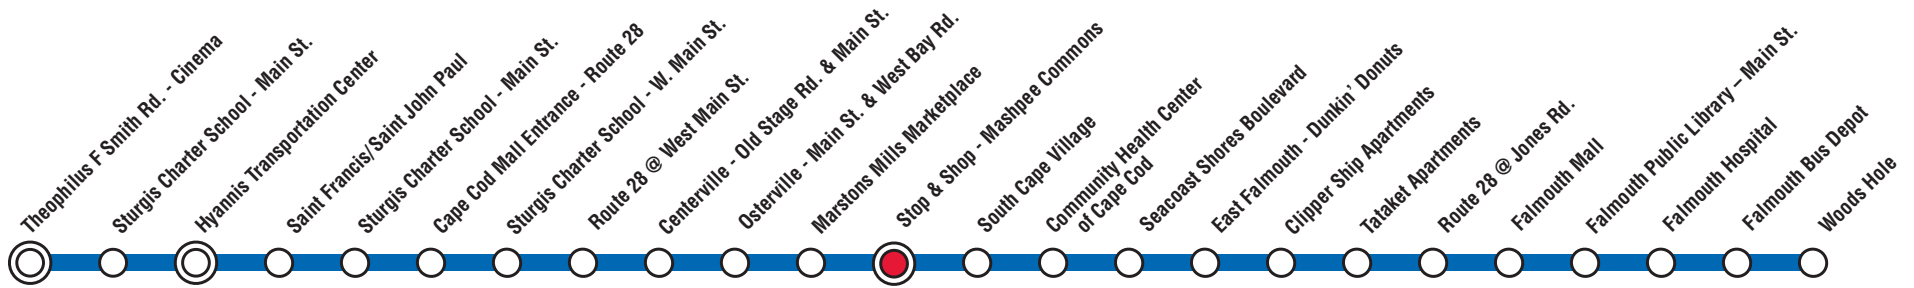 Theophilus F Smith Rd. - Cinema
Sturgis Charter School - Main St.
Hyannis Transportation Center
Saint Francis/Saint John Paul
Sturgis Charter School - Main St.
Cape Cod Mall Entrance - Route 28
Sturgis Charter School - W. Main St.
Route 28 @ West Main St.
Centerville - Old Stage Rd. & Main St.
Osterville - Main St. & West Bay Rd.
Marstons Mills Marketplace
Stop & Shop - Mashpee Commons
South Cape Village
Community Health Center
of Cape Cod
Seacoast Shores Boulevard
East Falmouth - Dunkin' Donuts
Clipper Ship Apartments
Tataket Apartments
Route 28 @ Jones Rd.
Falmouth Mall
Falmouth Public Library – Main St.
Falmouth Hospital
Falmouth Bus Depot
Woods Hole